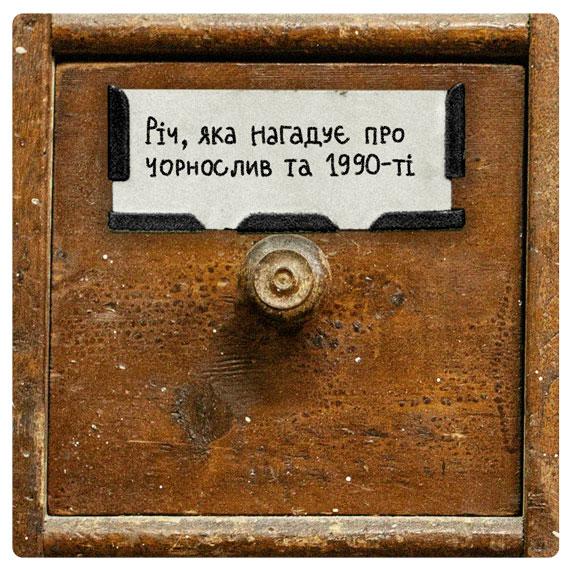 Річ, яка нагадує про
чорнослив та 1990-ті